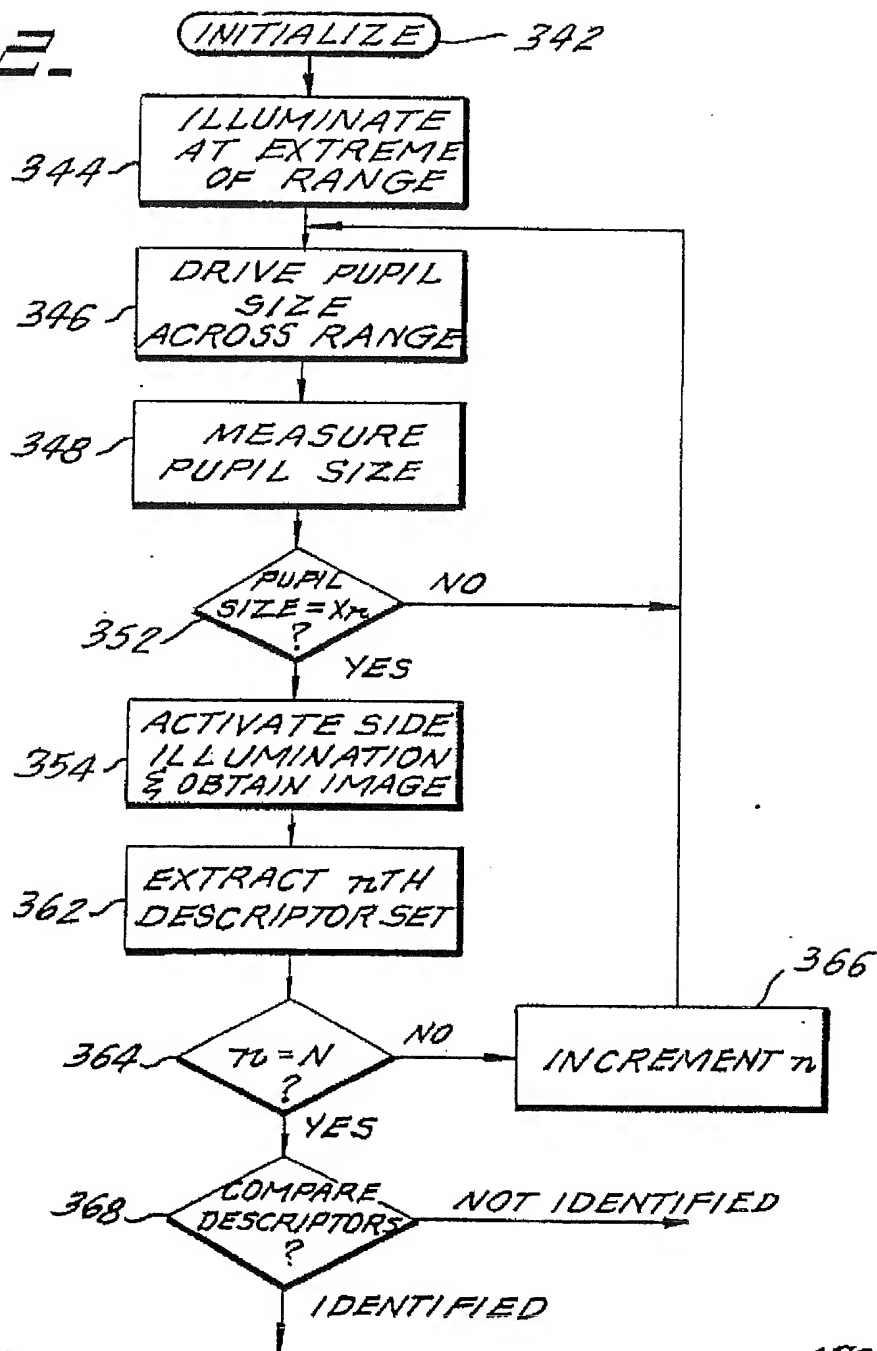 2.
INITIALIZE
342
ILLUMINATE
AT EXTREME
OF RANGE
344
DRIVE PUPIL
SIZE
ACROSS RANGE
346
MEASURE
PUPIL SIZE
348
PUPIL
SIZE = Xn
?
NO
352
YES
ACTIVATE SIDE
ILLUMINATION
& OBTAIN IMAGE
354
EXTRACT nTH
DESCRIPTOR SET
362
366
n = N
?
NO
364
INCREMENT n
YES
COMPARE
DESCRIPTORS
?
NOT IDENTIFIED
368
IDENTIFIED